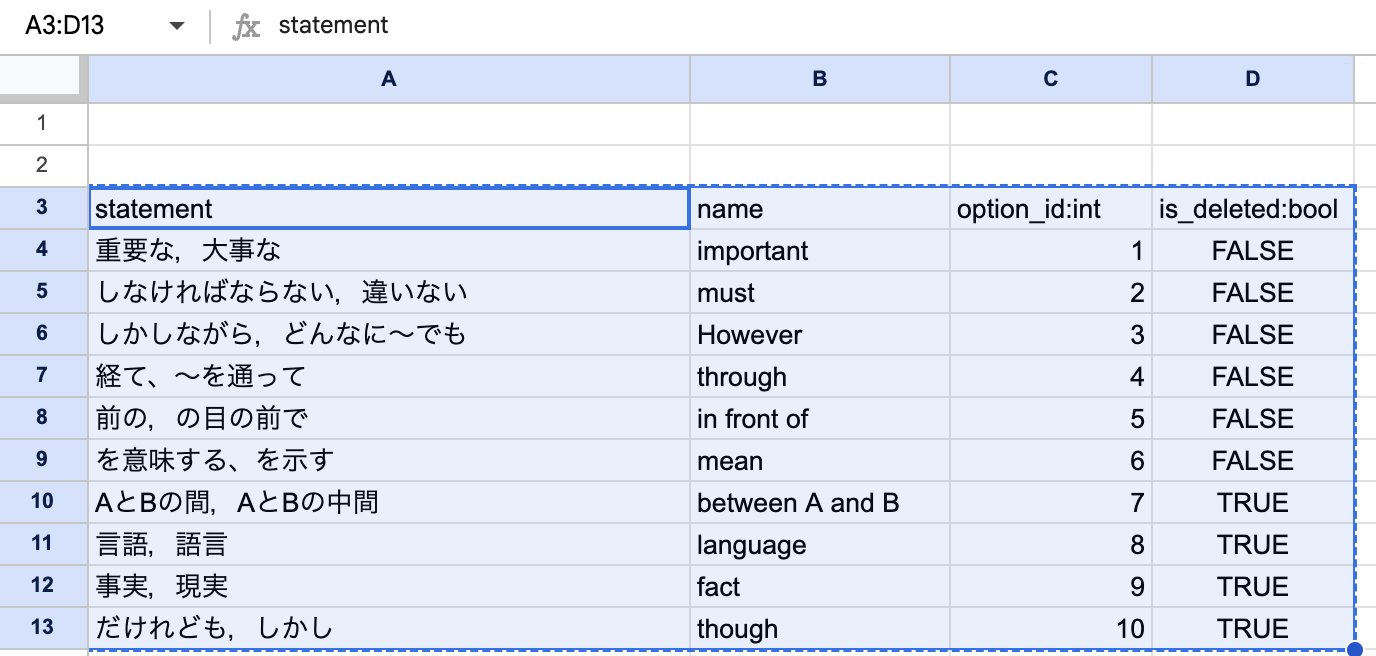 A3:D13 fx statement
A B C D
1
2
3 statement name option_id:int is_deleted:bool
4 重要な，大事な important 1 FALSE
5 しなければならない，違いない must 2 FALSE
6 しかしながら，どんなに〜でも However 3 FALSE
7 経て、〜を通って through 4 FALSE
8 前の，の目の前で in front of 5 FALSE
9 を意味する、を示す mean 6 FALSE
10 AとBの間，AとBの中間 between A and B 7 TRUE
11 言語，語言 language 8 TRUE
12 事実，現実 fact 9 TRUE
13 だけれども，しかし though 10 TRUE